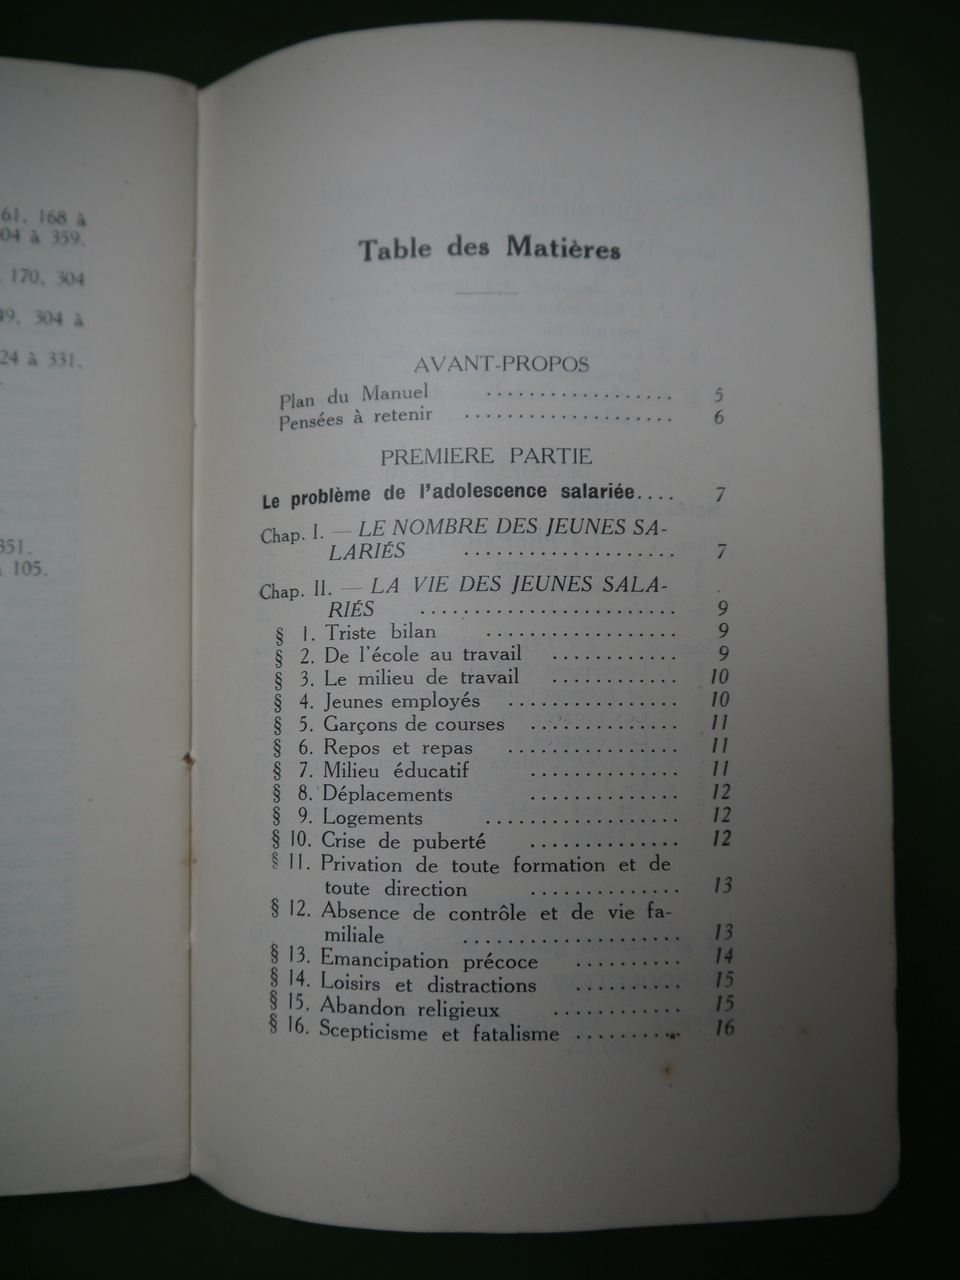 61, 168 à
04 à 359.
170, 304
49, 304 à
24 à 331.
351.
105.
Table des Matières
AVANT-PROPOS
Plan du Manuel .................. 5
Pensées à retenir .................... 6
PREMIERE PARTIE
Le problème de l'adolescence salariée.... 7
Chap. I. — LE NOMBRE DES JEUNES SA-
LARIÉS .................... 7
Chap. II. — LA VIE DES JEUNES SALA-
RIÉS ........................ 9
§ 1. Triste bilan .................. 9
§ 2. De l'école au travail ............ 9
§ 3. Le milieu de travail ............ 10
§ 4. Jeunes employés ................ 10
§ 5. Garçons de courses .............. 11
§ 6. Repos et repas ................ 11
§ 7. Milieu éducatif .............. 11
§ 8. Déplacements .............. 12
§ 9. Logements .................. 12
§ 10. Crise de puberté .............. 12
§ 11. Privation de toute formation et de
toute direction .............. 13
§ 12. Absence de contrôle et de vie fa-
miliale .................... 13
§ 13. Emancipation précoce .......... 14
§ 14. Loisirs et distractions .......... 15
§ 15. Abandon religieux ............ 15
§ 16. Scepticisme et fatalisme .......... 16